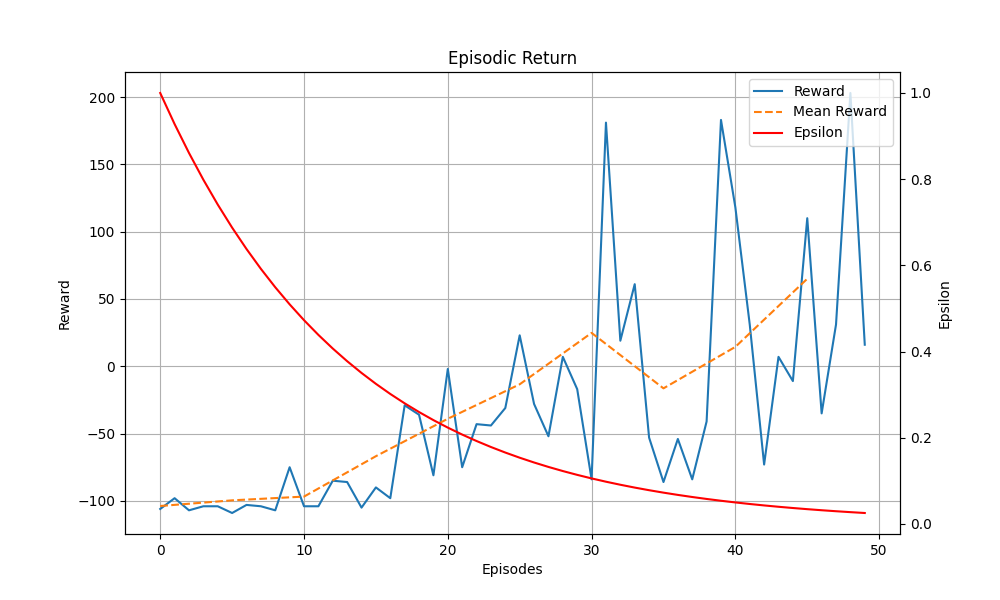 Episodic Return
Reward
Mean Reward
Epsilon
200
150
100
50
0
−50
−100
Reward
1.0
0.8
0.6
0.4
0.2
0.0
Epsilon
0 10 20 30 40 50
Episodes